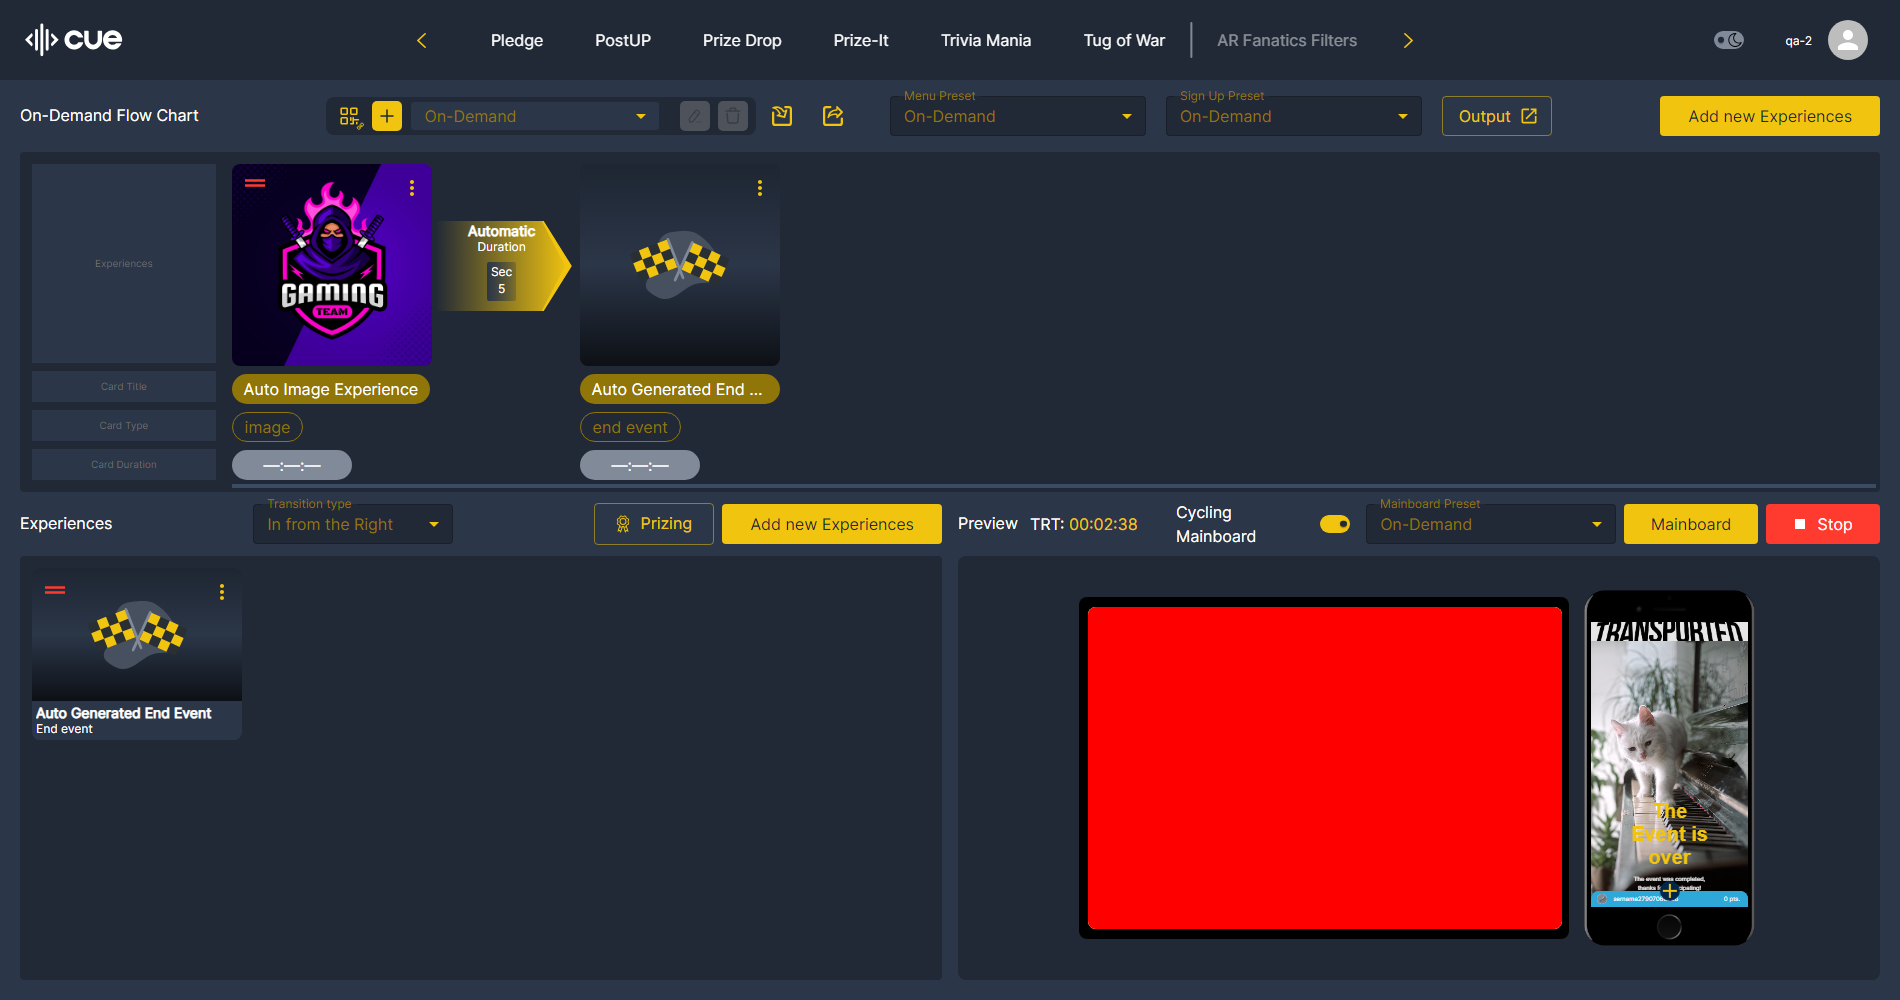 cue
Pledge
PostUP
Prize Drop
Prize-It
Trivia Mania
Tug of War
AR Fanatics Filters
qa-2
On-Demand Flow Chart
On-Demand
Menu Preset
On-Demand
Sign Up Preset
On-Demand
Output
Add new Experiences
Experiences
Card Title
Card Type
Card Duration
GAMING
TEAM
Automatic
Duration
Sec
5
Auto Image Experience
Auto Generated End ...
image
end event
—:—:—
—:—:—
Experiences
Transition type
In from the Right
Prizing
Add new Experiences
Preview
TRT: 00:02:38
Cycling
Mainboard
Mainboard Preset
On-Demand
Mainboard
Stop
Auto Generated End Event
End event
TRANSPORTED
The
Event is
over
The event was completed,
thanks
0 pts.